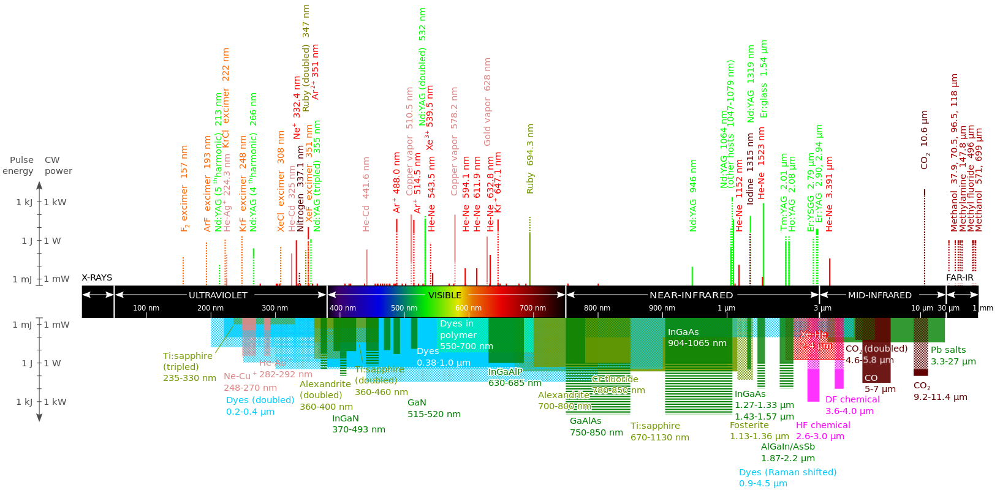 Pulse energy
CW power
1 kJ
1 kW
1 J
1 W
1 mJ
1 mW
F2 excimer 157 nm
ArF excimer 193 nm
Nd:YAG (5 th harmonic) 213 nm
He-Ag+ 224.3 nm
KrCl excimer 222 nm
KrF excimer 248 nm
Nd:YAG (4 th harmonic) 266 nm
XeCl excimer 308 nm
He-Cd 325 nm
Ne+ 332.4 nm
Nitrogen 337.1 nm
Ruby (doubled) 347 nm
XeF excimer 351 nm
Ar2+ 351 nm
Nd:YAG (tripled) 355 nm
He-Cd 441.6 nm
Ar+ 488.0 nm
Copper vapor 510.5 nm
Ar+ 514.5 nm
Nd:YAG (doubled) 532 nm
Xe3+ 539.5 nm
He-Ne 543.5 nm
Copper vapor 578.2 nm
He-Ne 594.1 nm
He-Ne 611.9 nm
Gold vapor 628 nm
He-Ne 632.8 nm
Kr+ 647.1 nm
Ruby 694.3 nm
Nd:YAG 946 nm
Nd:YAG 1064 nm
(other hosts 1047-1079 nm)
He-Ne 1152 nm
Iodine 1315 nm
Nd:YAG 1319 nm
He-Ne 1523 nm
Er:glass 1.54 µm
Tm:YAG 2.01 µm
Ho:YAG 2.08 µm
Er:YSGG 2.79 µm
Er:YAG 2.90, 2.94 µm
He-Ne 3.391 µm
CO2 10.6 µm
Methanol 37.9, 70.5, 96.5, 118 µm
Methylamine 147.8 µm
Methyl fluoride 496 µm
Methanol 571, 699 µm
X-RAYS
FAR-IR
ULTRAVIOLET
VISIBLE
NEAR-INFRARED
MID-INFRARED
100 nm
200 nm
300 nm
400 nm
500 nm
600 nm
700 nm
800 nm
900 nm
1 µm
3 µm
10 µm
30 µm
1 mm
1 mJ
1 mW
1 J
1 W
1 kJ
1 kW
Ti:sapphire
(tripled)
235-330 nm
Ne-Cu +
248-270 nm
He-Au
282-292 nm
Dyes (doubled)
0.2-0.4 µm
Alexandrite
(doubled)
360-400 nm
Ti:sapphire
(doubled)
360-460 nm
InGaN
370-493 nm
GaN
515-520 nm
Dyes
0.38-1.0 µm
Dyes in
polymer
550-700 nm
InGaAlP
630-685 nm
Alexandrite
700-800 nm
Cr fluoride
780-850 nm
GaAlAs
750-850 nm
Ti:sapphire
670-1130 nm
InGaAs
904-1065 nm
Fosterite
1.13-1.36 µm
InGaAs
1.27-1.33 µm
1.43-1.57 µm
AlGaIn/AsSb
1.87-2.2 µm
Dyes (Raman shifted)
0.9-4.5 µm
Xe-He
2-4 µm
HF chemical
2.6-3.0 µm
DF chemical
3.6-4.0 µm
CO2 (doubled)
4.6-5.8 µm
CO
5-7 µm
CO2
9.2-11.4 µm
Pb salts
3.3-27 µm